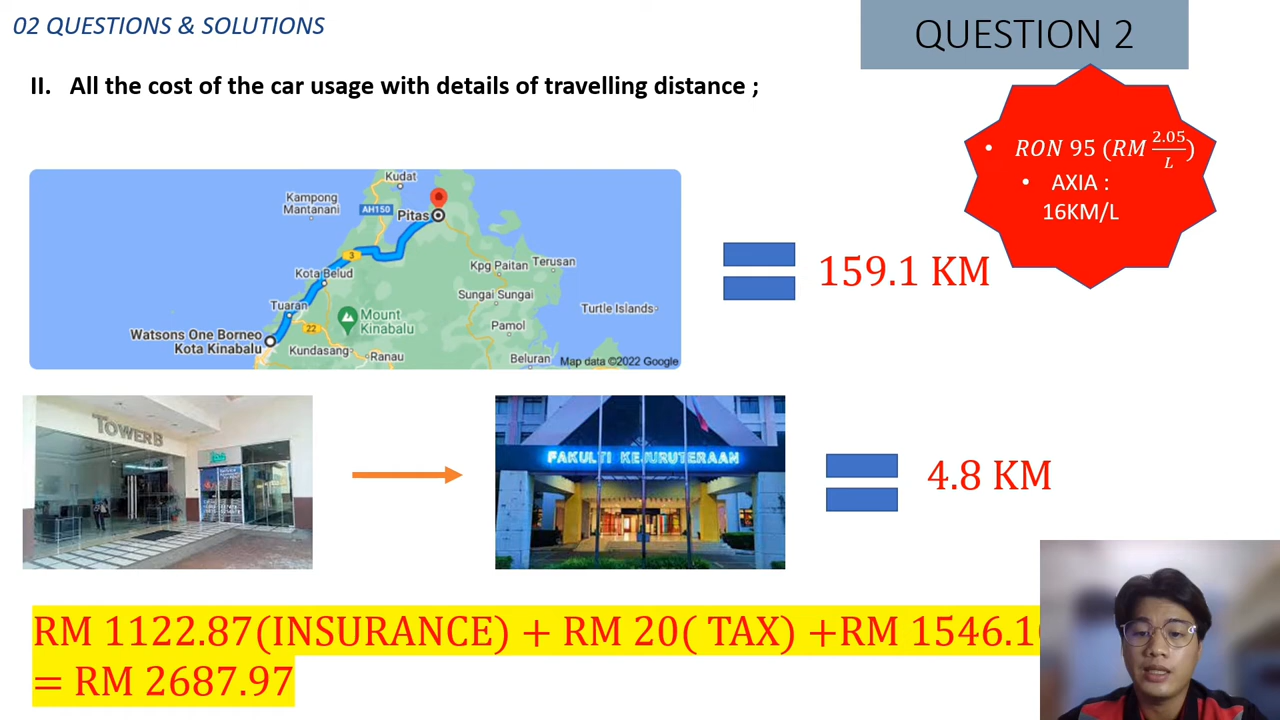 02 QUESTIONS & SOLUTIONS
QUESTION 2
II. All the cost of the car usage with details of travelling distance ;
• RON 95 (RM 2.05/L)
• AXIA :
16KM/L
Kudat
Kampong
Mantanani
AH150
Pitas
3
Kota Belud
Kpg Paitan
Terusan
Sungai Sungai
Tuaran
Turtle Islands
Mount
Kinabalu
22
Pamol
Watsons One Borneo
Kota Kinabalu
Kundasang
Ranau
Beluran
Map data ©2022 Google
159.1 KM
TOWER B
FAKULTI KEJURUTERAAN
4.8 KM
RM 1122.87(INSURANCE) + RM 20( TAX) +RM 1546.1
= RM 2687.97